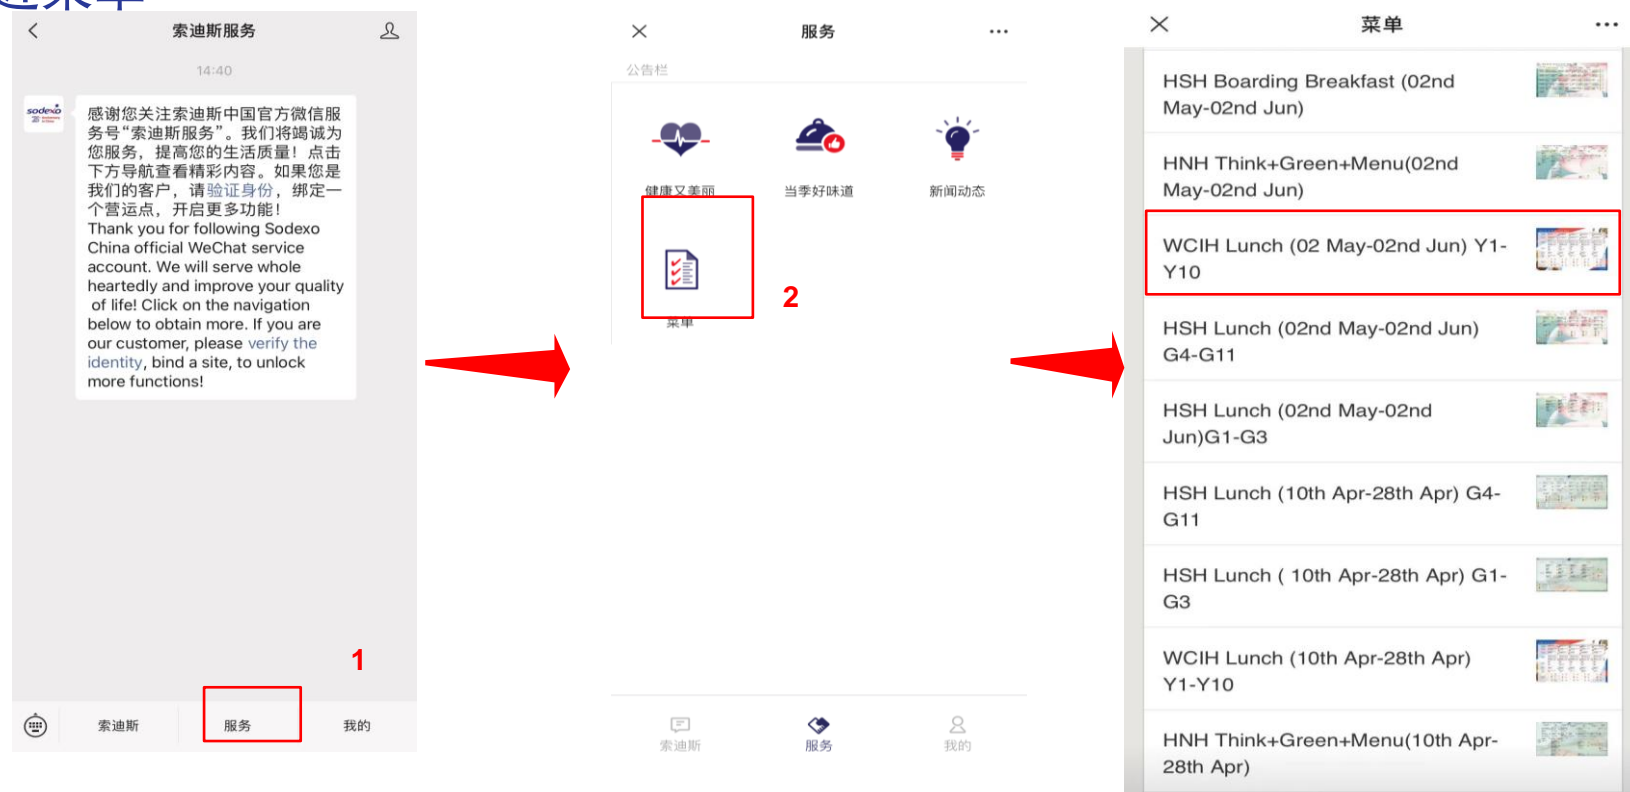 索迪斯服务
14:40
sodexo
感谢您关注索迪斯中国官方微信服
务号“索迪斯服务”。我们将竭诚为
您服务，提高您的生活质量！点击
下方导航查看精彩内容。如果您是
我们的客户，请验证身份，绑定一
个营运点，开启更多功能！
Thank you for following Sodexo
China official WeChat service
account. We will serve whole
heartedly and improve your quality
of life! Click on the navigation
below to obtain more. If you are
our customer, please verify the
identity, bind a site, to unlock
more functions!
1
索迪斯
服务
我的
服务
公告栏
健康又美丽
当季好味道
新闻动态
菜单
2
索迪斯
服务
我的
菜单
HSH Boarding Breakfast (02nd
May-02nd Jun)
HNH Think+Green+Menu(02nd
May-02nd Jun)
WCIH Lunch (02 May-02nd Jun) Y1-
Y10
HSH Lunch (02nd May-02nd Jun)
G4-G11
HSH Lunch (02nd May-02nd
Jun)G1-G3
HSH Lunch (10th Apr-28th Apr) G4-
G11
HSH Lunch ( 10th Apr-28th Apr) G1-
G3
WCIH Lunch (10th Apr-28th Apr)
Y1-Y10
HNH Think+Green+Menu(10th Apr-
28th Apr)